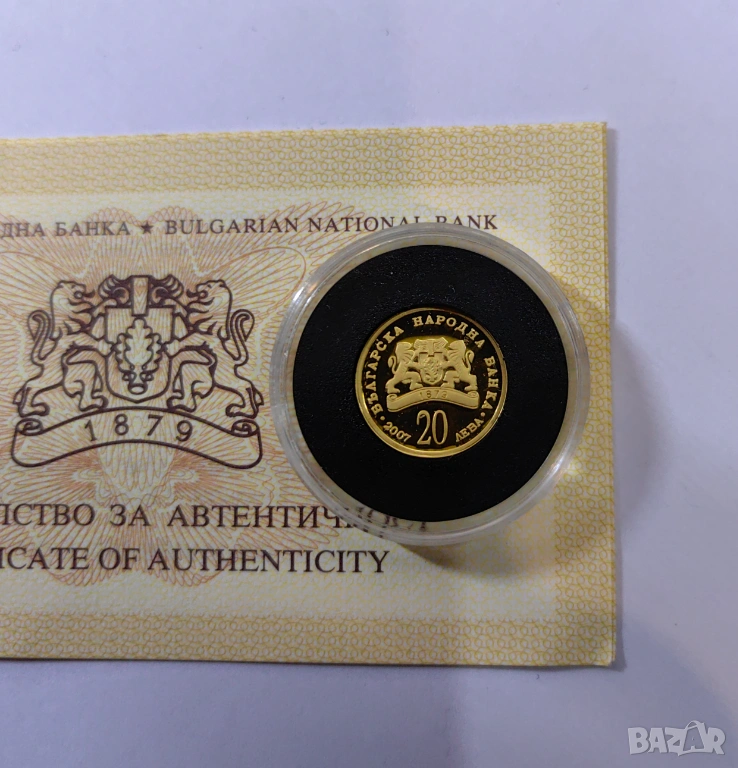 ДНА БАНКА ★ BULGARIAN NATIONAL BANK
1879
СТВО ЗА АВТЕНТИЧ
ICATE OF AUTHENTICITY
• БЪЛГАРСКА НАРОДНА БАНКА •
1879
20
2007 ЛЕВА
BAZAR